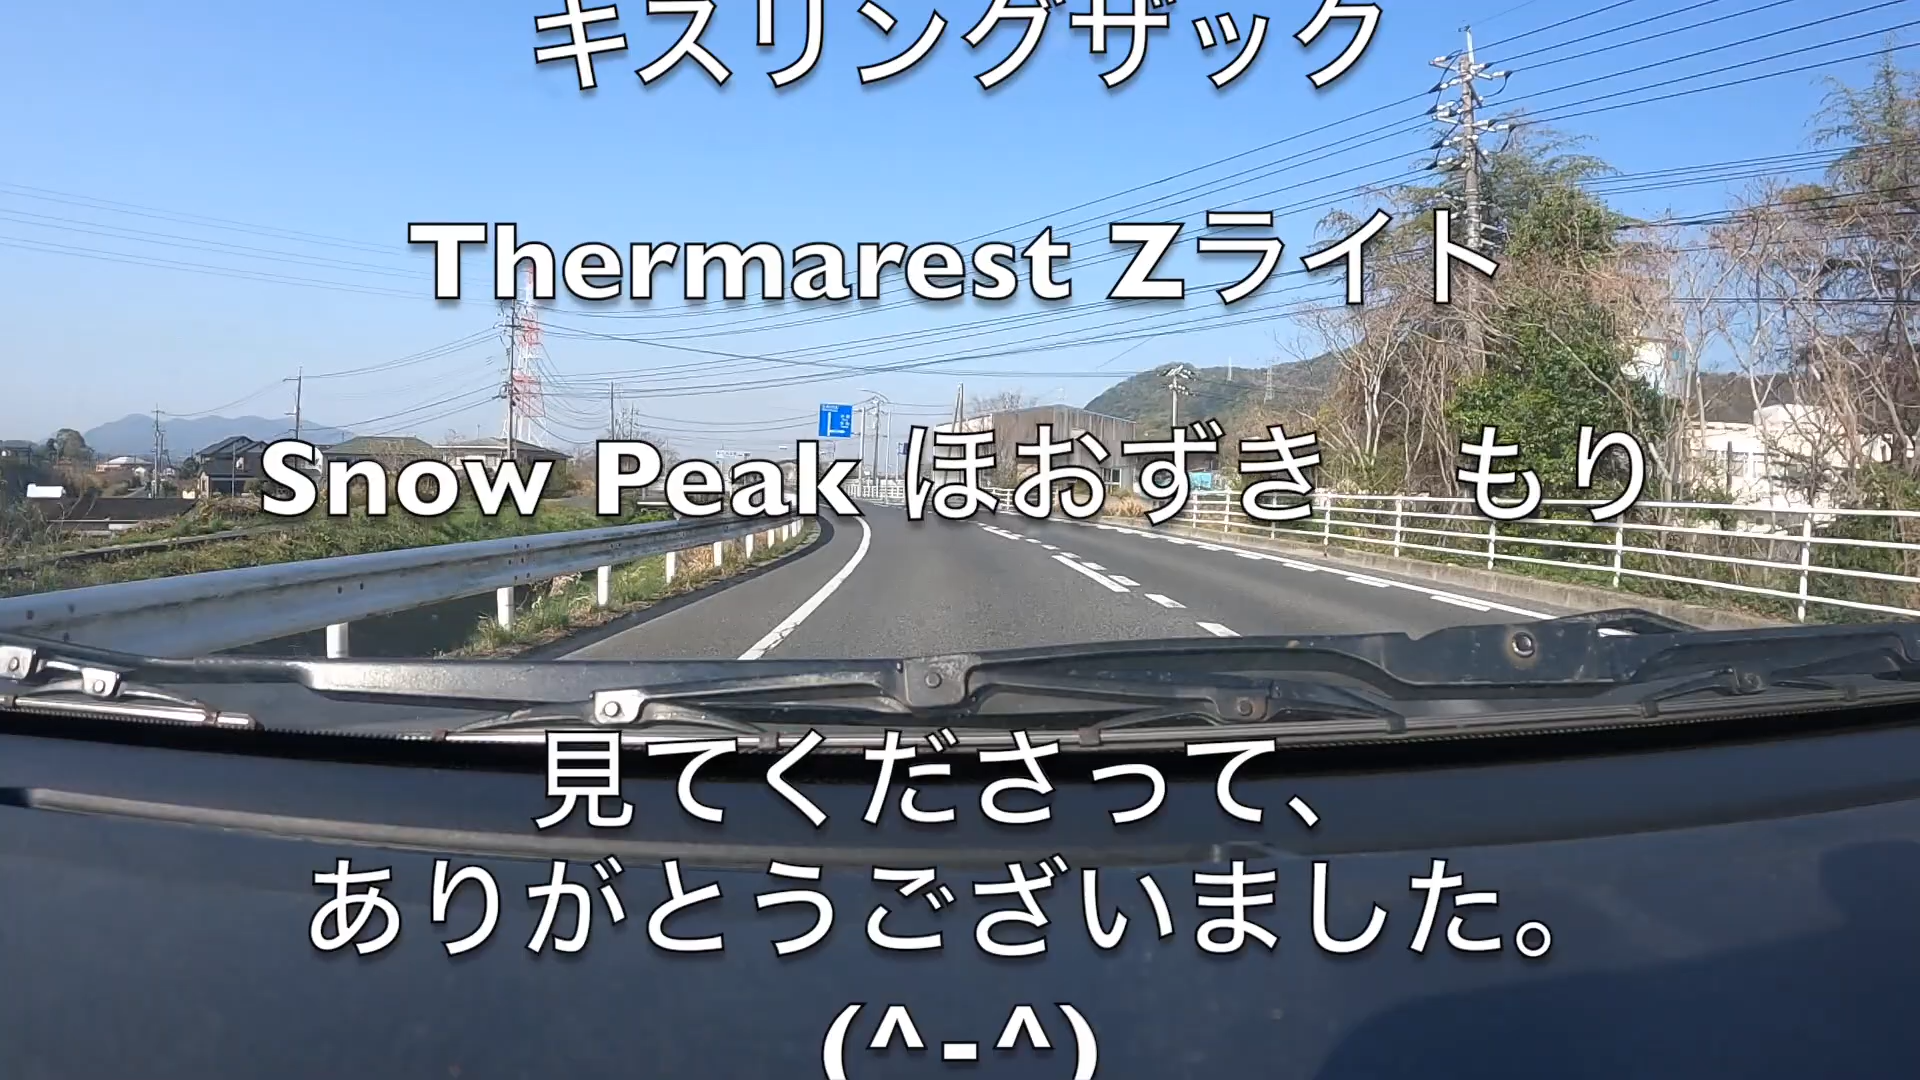 キスリングザック
Thermarest Zライト
Snow Peak ほおずき　もり
見てくださって、
ありがとうございました。
(^-^)